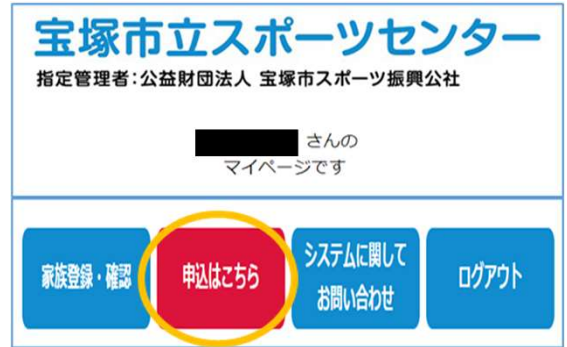 宝塚市立スポーツセンター
指定管理者:公益財団法人 宝塚市スポーツ振興公社
さんの
マイページです
家族登録・確認
申込はこちら
システムに関して
お問い合わせ
ログアウト